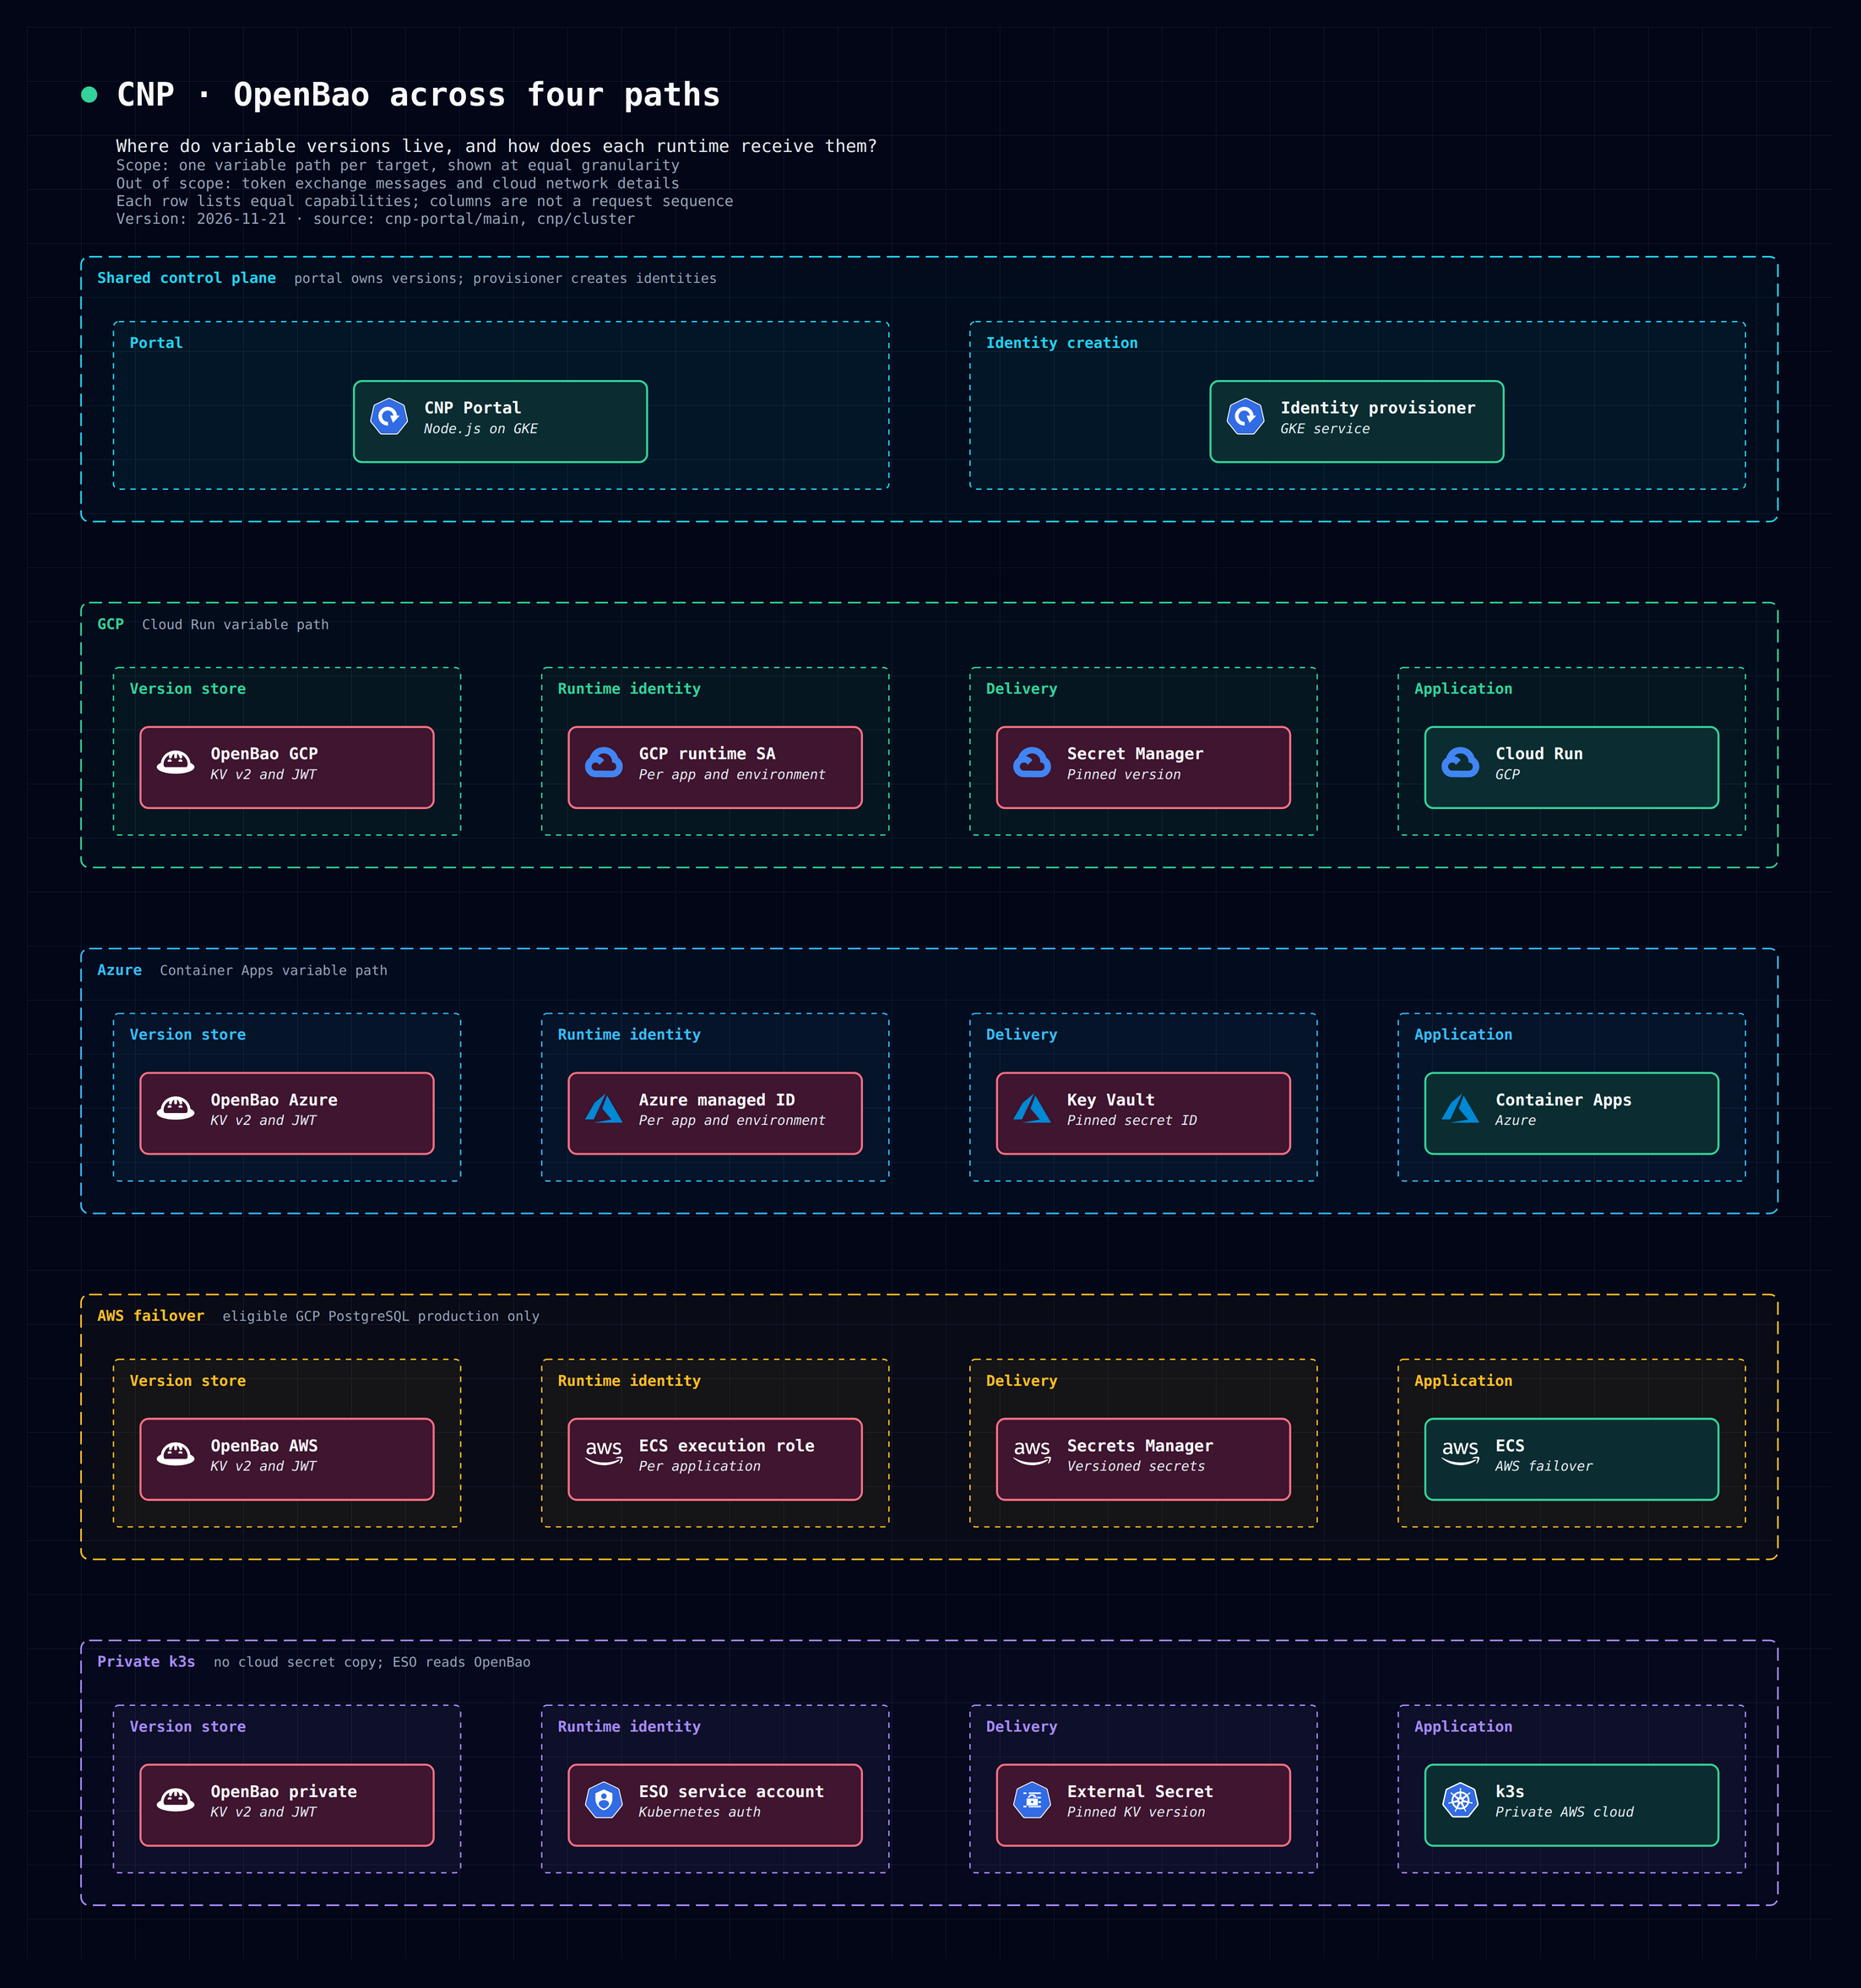 CNP · OpenBao across four paths
Where do variable versions live, and how does each runtime receive them?
Scope: one variable path per target, shown at equal granularity
Out of scope: token exchange messages and cloud network details
Each row lists equal capabilities; columns are not a request sequence
Version: 2026-11-21 · source: cnp-portal/main, cnp/cluster
Shared control plane portal owns versions; provisioner creates identities
Portal
CNP Portal
Node.js on GKE
Identity creation
Identity provisioner
GKE service
GCP Cloud Run variable path
Version store
OpenBao GCP
KV v2 and JWT
Runtime identity
GCP runtime SA
Per app and environment
Delivery
Secret Manager
Pinned version
Application
Cloud Run
GCP
Azure Container Apps variable path
Version store
OpenBao Azure
KV v2 and JWT
Runtime identity
Azure managed ID
Per app and environment
Delivery
Key Vault
Pinned secret ID
Application
Container Apps
Azure
AWS failover eligible GCP PostgreSQL production only
Version store
OpenBao AWS
KV v2 and JWT
Runtime identity
aws
ECS execution role
Per application
Delivery
aws
Secrets Manager
Versioned secrets
Application
aws
ECS
AWS failover
Private k3s no cloud secret copy; ESO reads OpenBao
Version store
OpenBao private
KV v2 and JWT
Runtime identity
ESO service account
Kubernetes auth
Delivery
External Secret
Pinned KV version
Application
k3s
Private AWS cloud